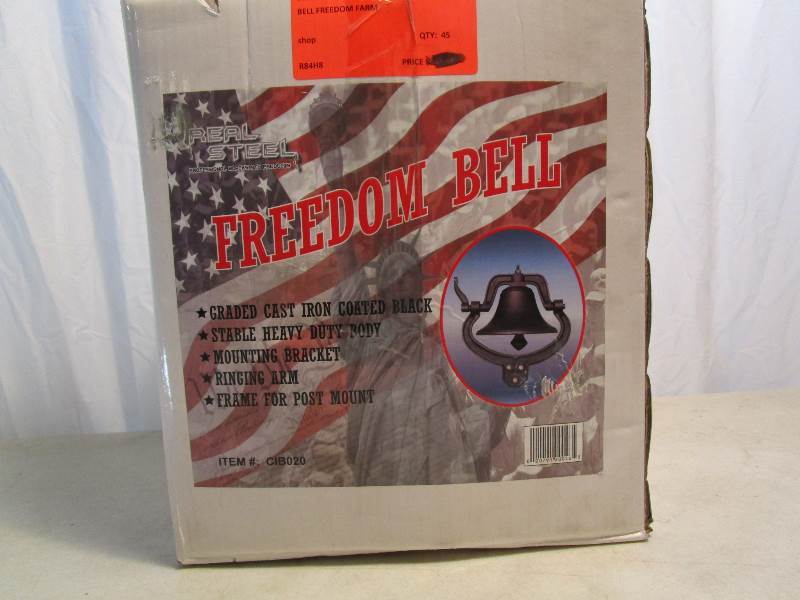 BELL FREEDOM FARM
shop
QTY: 45
R84H8
PRICE
REAL
STEEL
FREEDOM BELL
★GRADED CAST IRON COATED BLACK
★STABLE HEAVY DUTY BODY
★MOUNTING BRACKET
★RINGING ARM
★FRAME FOR POST MOUNT
ITEM #: CIB020